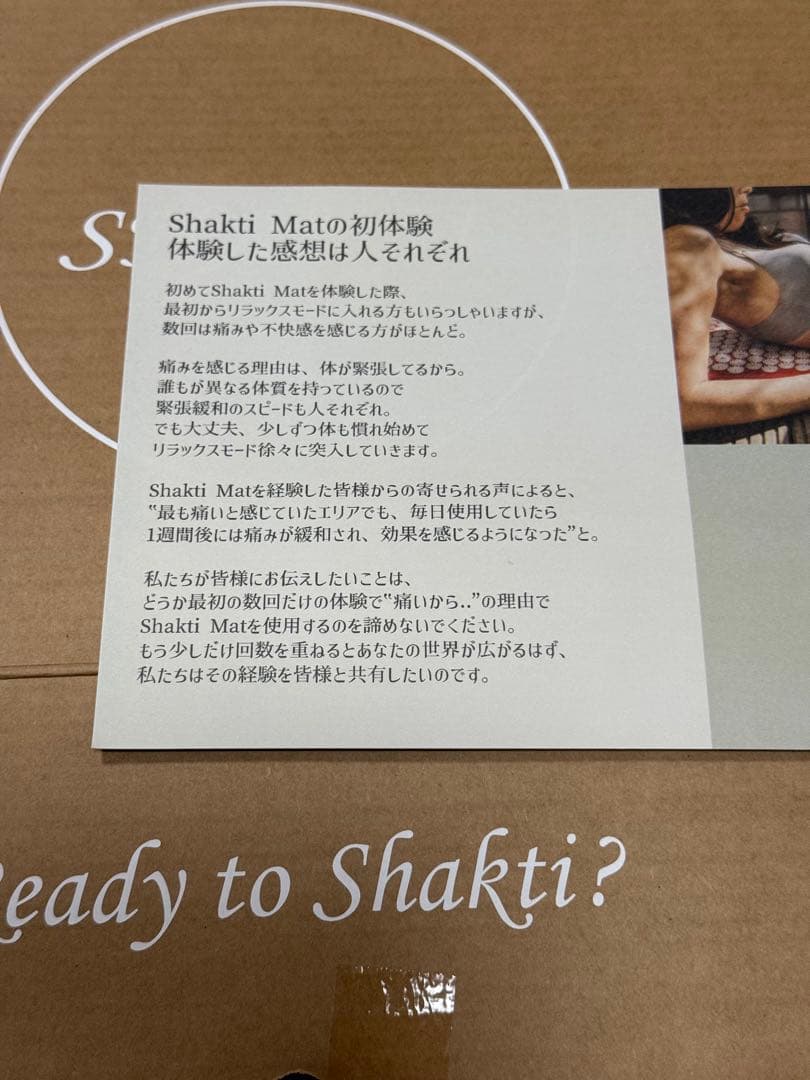 Shakti Matの初体験
体験した感想は人それぞれ
初めてShakti Matを体験した際、
最初からリラックスモードに入れる方もいらっしゃいますが、
数回は痛みや不快感を感じる方がほとんど。
痛みを感じる理由は、体が緊張してるから。
誰もが異なる体質を持っているので
緊張緩和のスピードも人それぞれ。
でも大丈夫、少しずつ体も慣れ始めて
リラックスモード徐々に突入していきます。
Shakti Matを経験した皆様からの寄せられる声によると、
“最も痛いと感じていたエリアでも、毎日使用していたら
1週間後には痛みが緩和され、効果を感じるようになった”と。
私たちが皆様にお伝えしたいことは、
どうか最初の数回だけの体験で“痛いから..”の理由で
Shakti Matを使用するのを諦めないでください。
もう少しだけ回数を重ねるとあなたの世界が広がるはず、
私たちはその経験を皆様と共有したいのです。
Ready to Shakti?